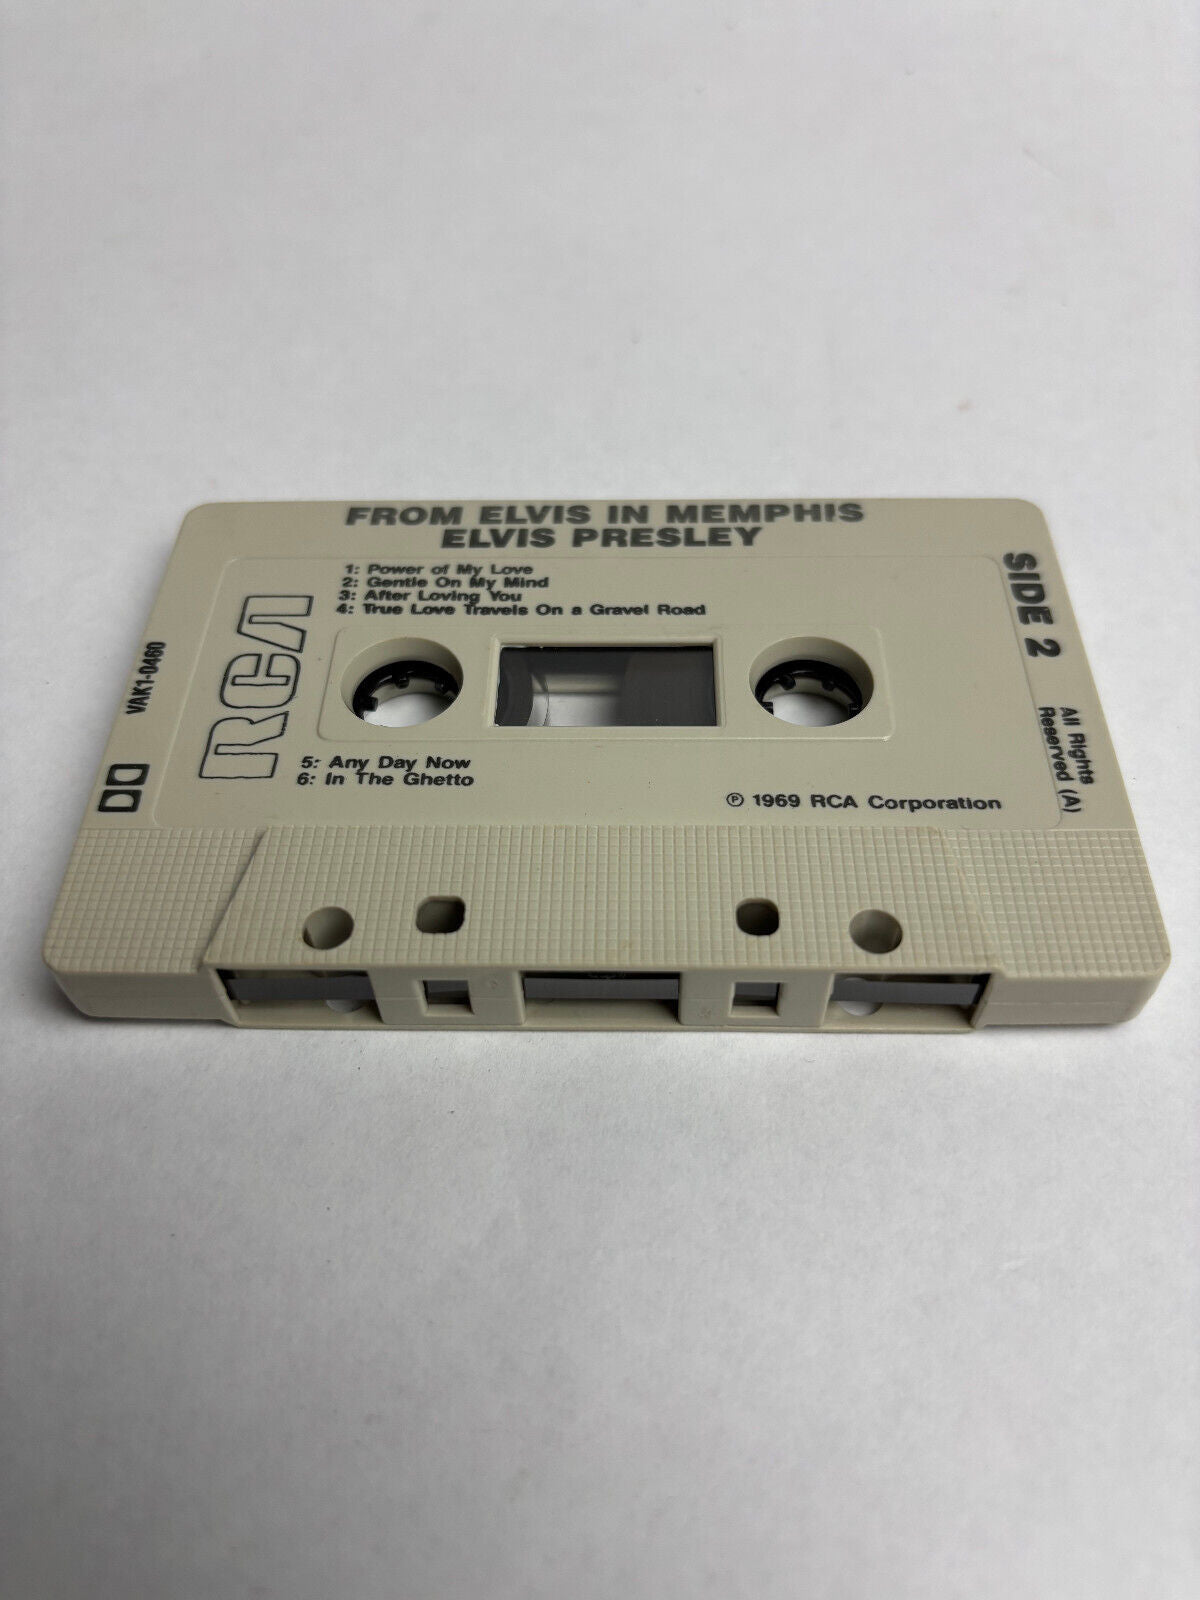 FROM ELVIS IN MEMPHIS
ELVIS PRESLEY
1: Power of My Love
2: Gentle On My Mind
3: After Loving You
4: True Love Travels On a Gravel Road
SIDE 2
RCA
VAK1-0460
All Rights
Reserved (A)
5: Any Day Now
6: In The Ghetto
℗ 1969 RCA Corporation